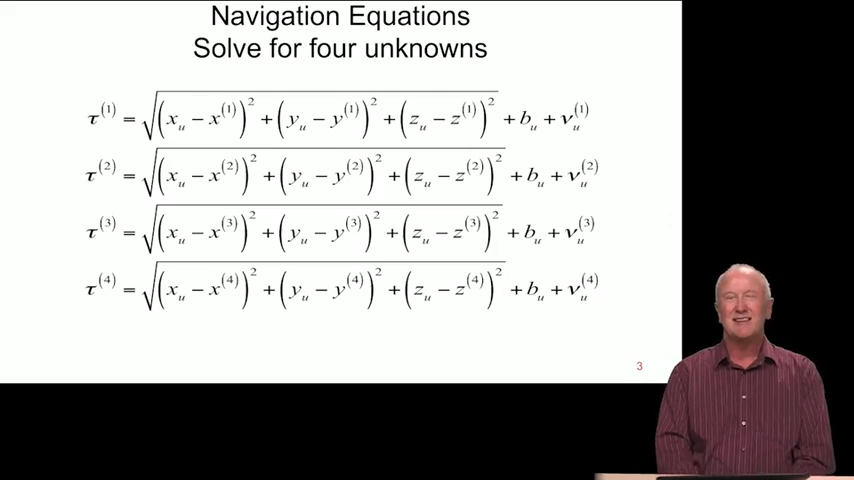 Navigation Equations
Solve for four unknowns
τ^(1) = √((x_u − x^(1))^2 + (y_u − y^(1))^2 + (z_u − z^(1))^2) + b_u + ν_u^(1)
τ^(2) = √((x_u − x^(2))^2 + (y_u − y^(2))^2 + (z_u − z^(2))^2) + b_u + ν_u^(2)
τ^(3) = √((x_u − x^(3))^2 + (y_u − y^(3))^2 + (z_u − z^(3))^2) + b_u + ν_u^(3)
τ^(4) = √((x_u − x^(4))^2 + (y_u − y^(4))^2 + (z_u − z^(4))^2) + b_u + ν_u^(4)
3